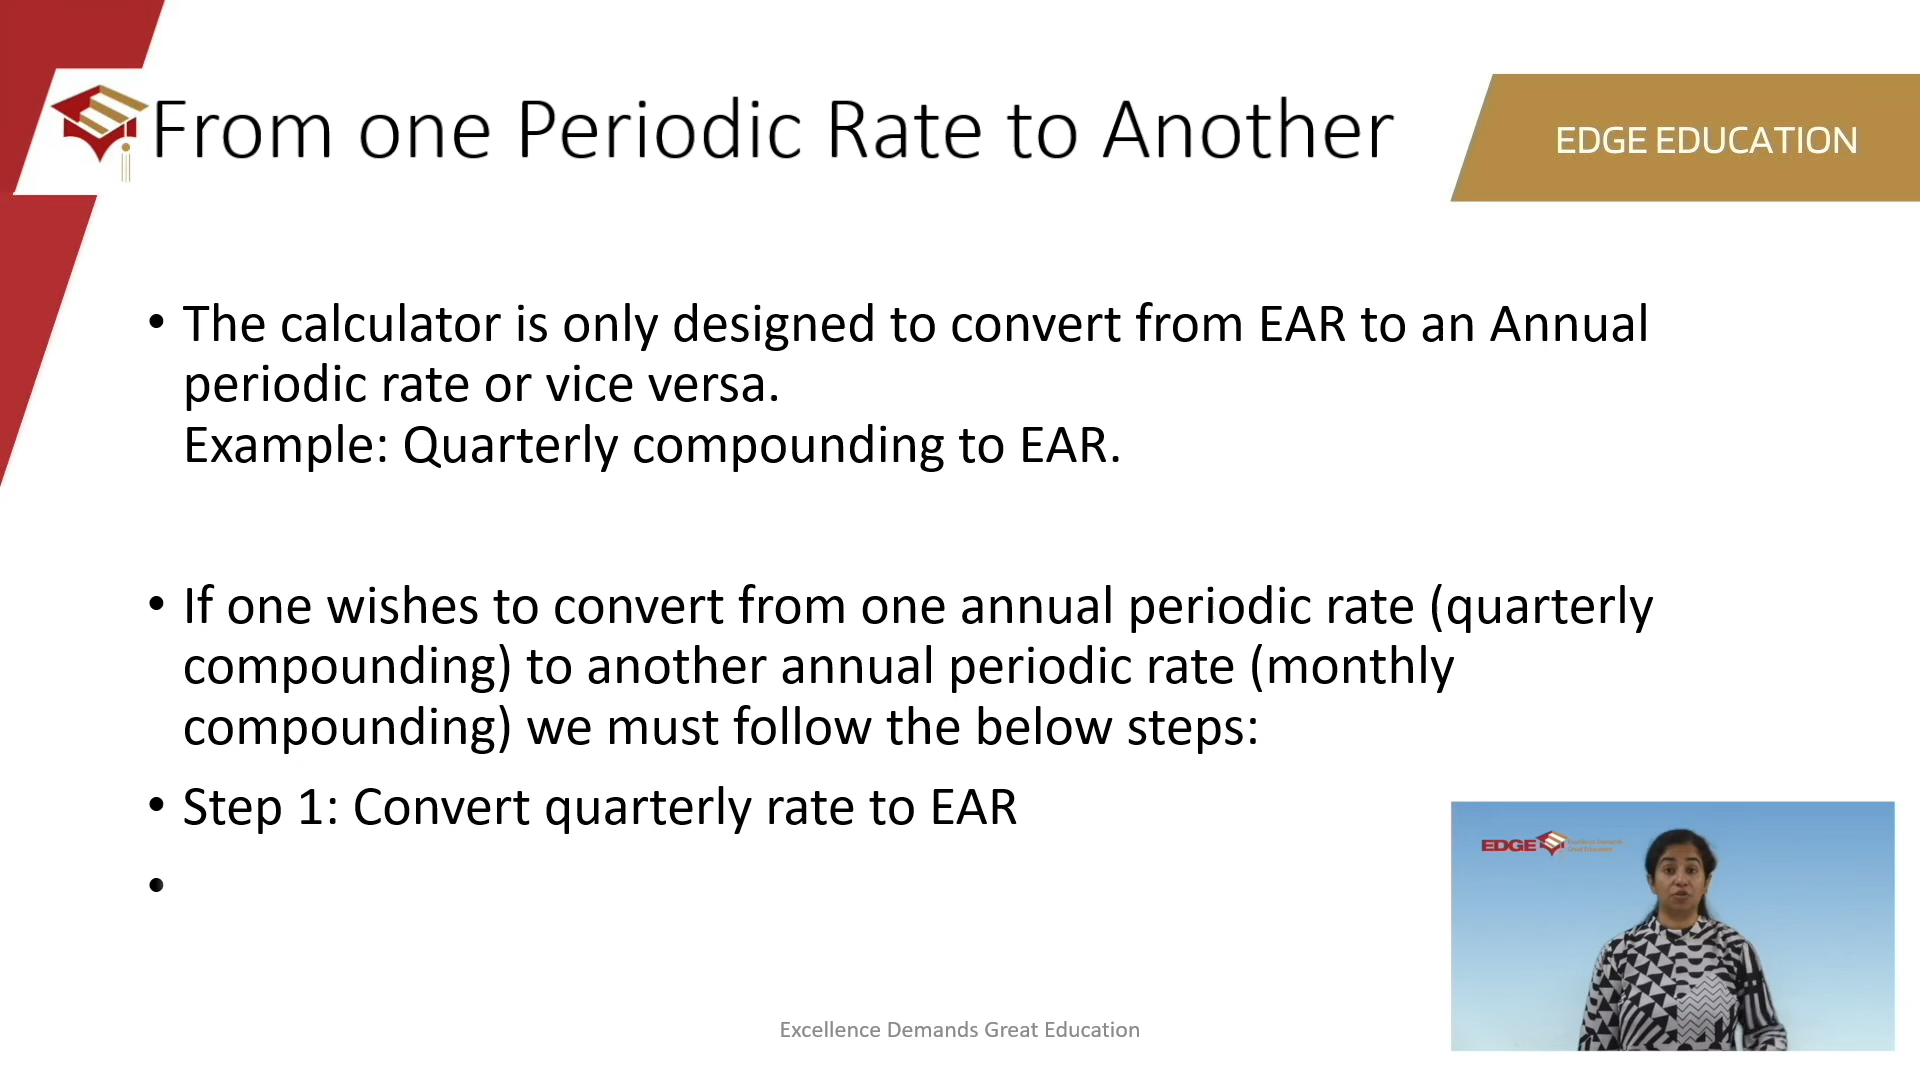 From one Periodic Rate to Another
EDGE EDUCATION
• The calculator is only designed to convert from EAR to an Annual
periodic rate or vice versa.
Example: Quarterly compounding to EAR.
• If one wishes to convert from one annual periodic rate (quarterly
compounding) to another annual periodic rate (monthly
compounding) we must follow the below steps:
• Step 1: Convert quarterly rate to EAR
•
EDGE
Excellence Demands Great Education